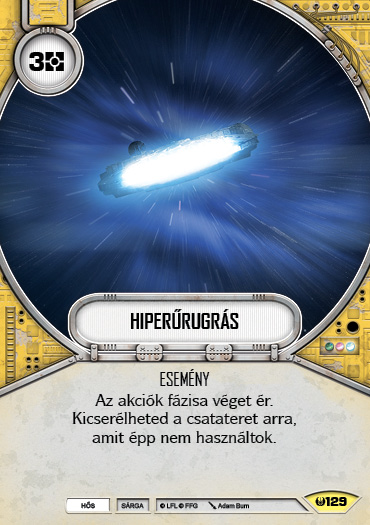 3
HIPERŰRUGRÁS
ESEMÉNY
Az akciók fázisa véget ér.
Kicserélheted a csatateret arra,
amit épp nem használtok.
HŐS
SÁRGA
© LFL © FFG
Adam Burn
129